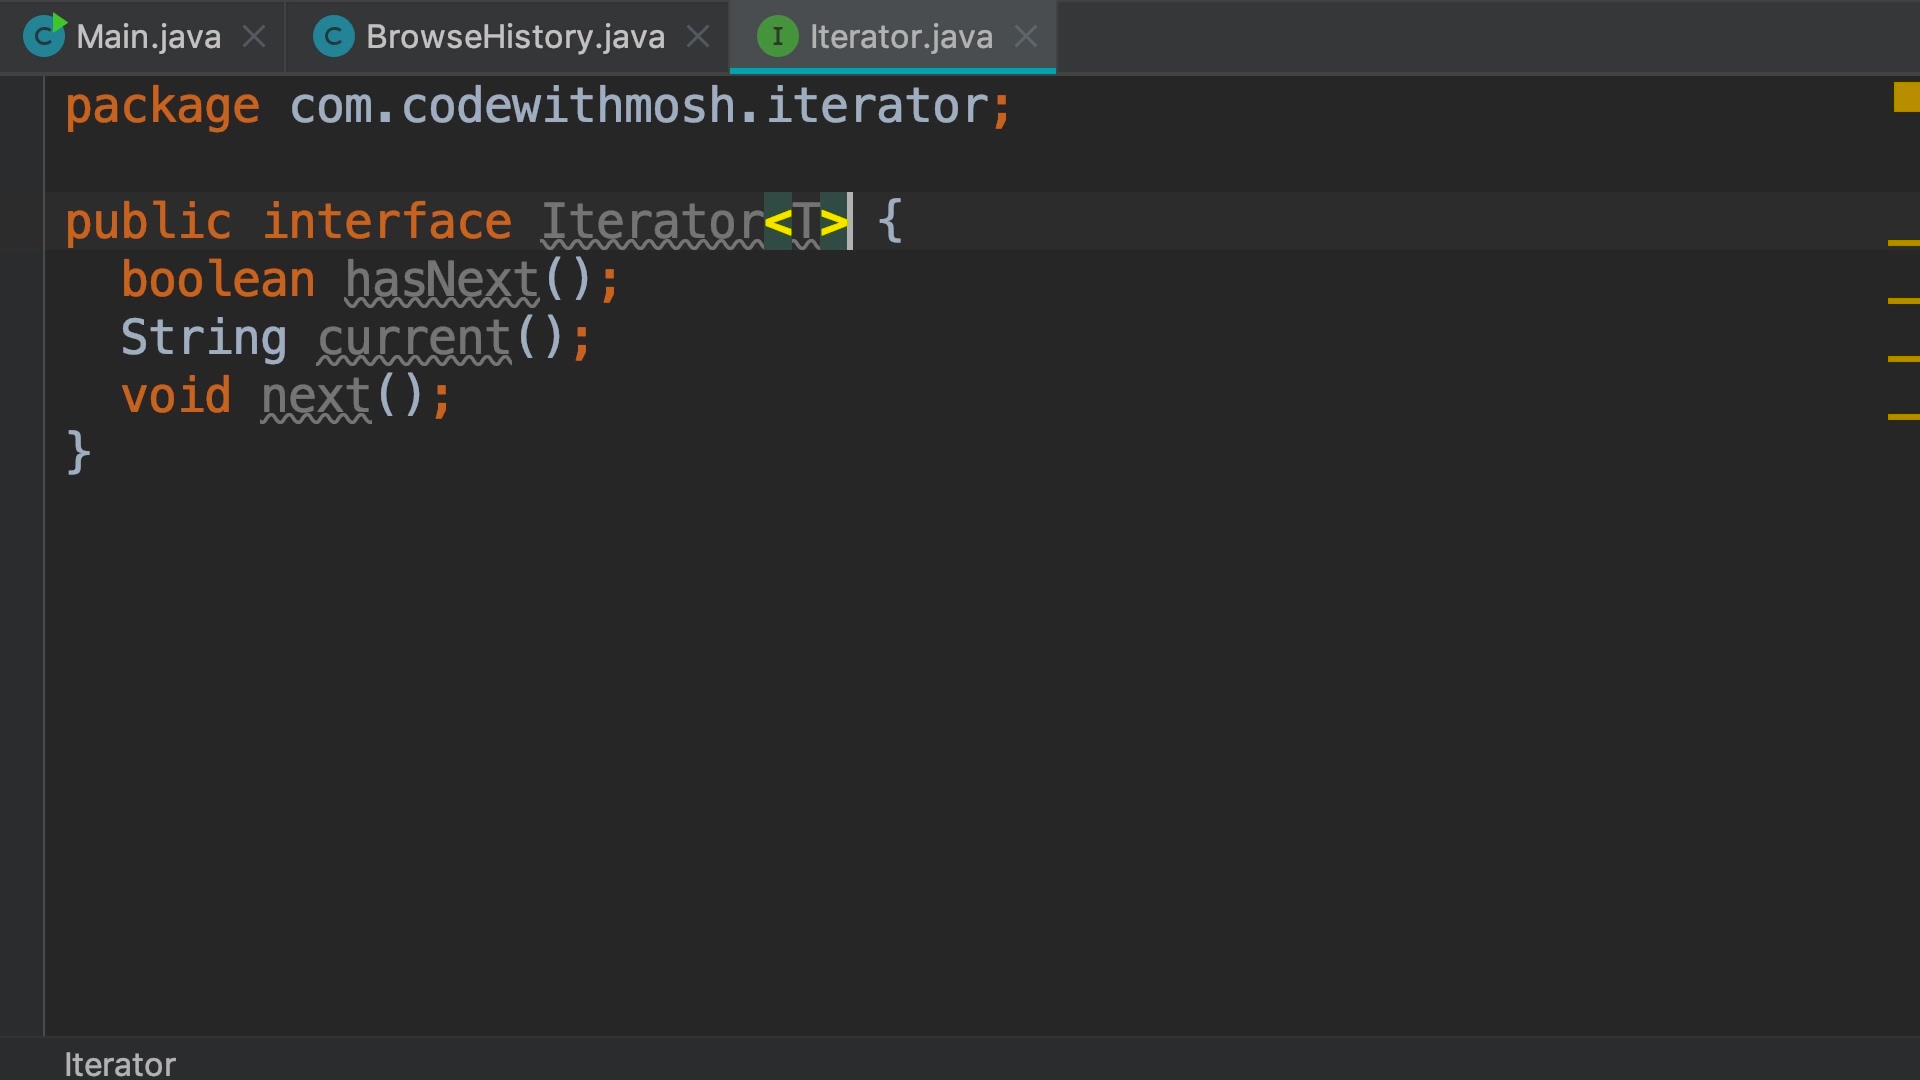 Main.java BrowseHistory.java Iterator.java
package com.codewithmosh.iterator;
public interface Iterator<T> {
boolean hasNext();
String current();
void next();
}
Iterator